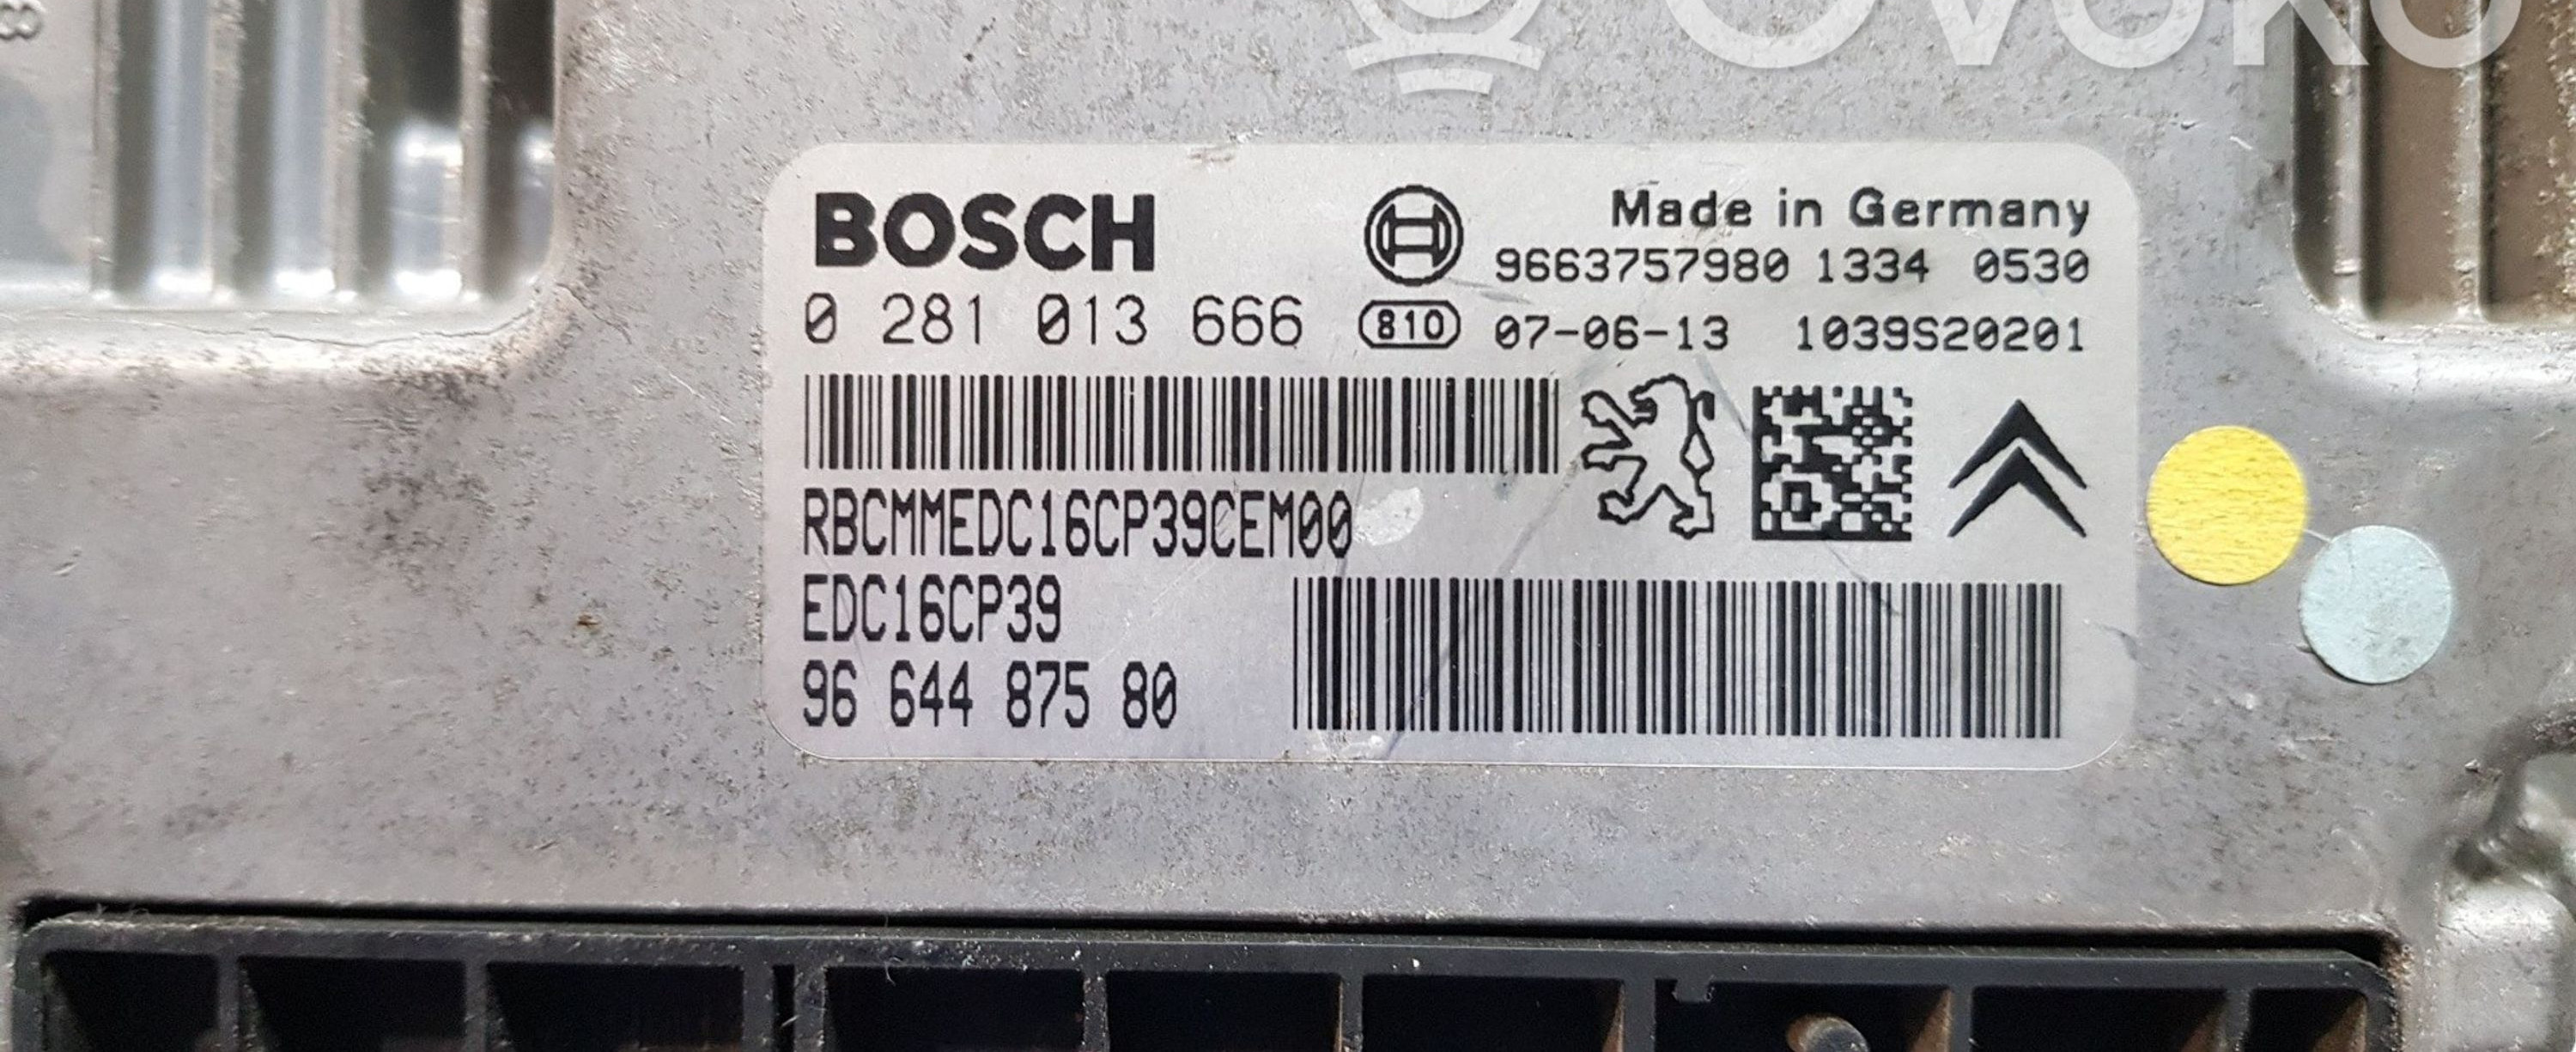 OVOKO
BOSCH
Made in Germany
9663757980 1334 0530
0 281 013 666
810
07-06-13 1039S20201
RBCMMEDC16CP39CEM00
EDC16CP39
96 644 875 80